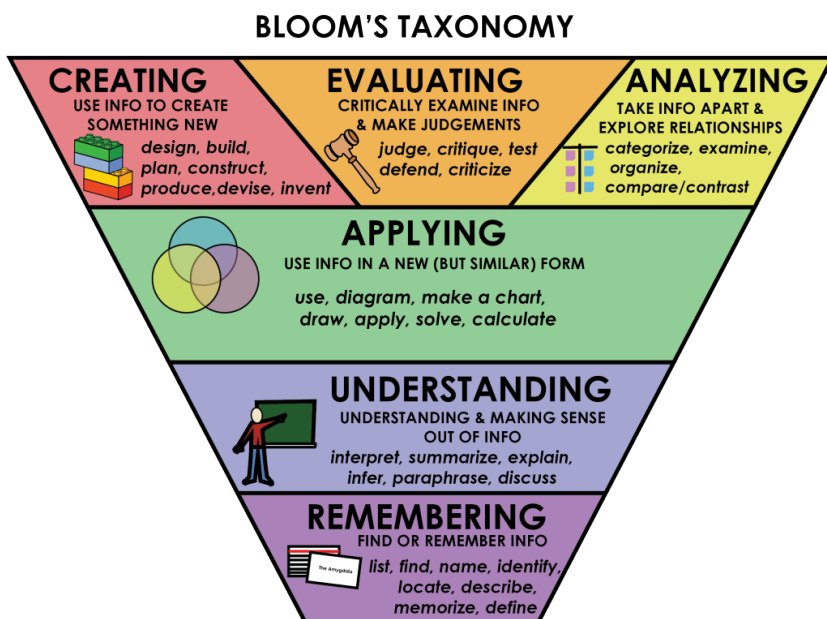 BLOOM'S TAXONOMY
CREATING
USE INFO TO CREATE
SOMETHING NEW
design, build,
plan, construct,
produce,devise, invent
EVALUATING
CRITICALLY EXAMINE INFO
& MAKE JUDGEMENTS
judge, critique, test
defend, criticize
ANALYZING
TAKE INFO APART &
EXPLORE RELATIONSHIPS
categorize, examine,
organize,
compare/contrast
APPLYING
USE INFO IN A NEW (BUT SIMILAR) FORM
use, diagram, make a chart,
draw, apply, solve, calculate
UNDERSTANDING
UNDERSTANDING & MAKING SENSE
OUT OF INFO
interpret, summarize, explain,
infer, paraphrase, discuss
REMEMBERING
FIND OR REMEMBER INFO
The Amygdala
list, find, name, identify,
locate, describe,
memorize, define